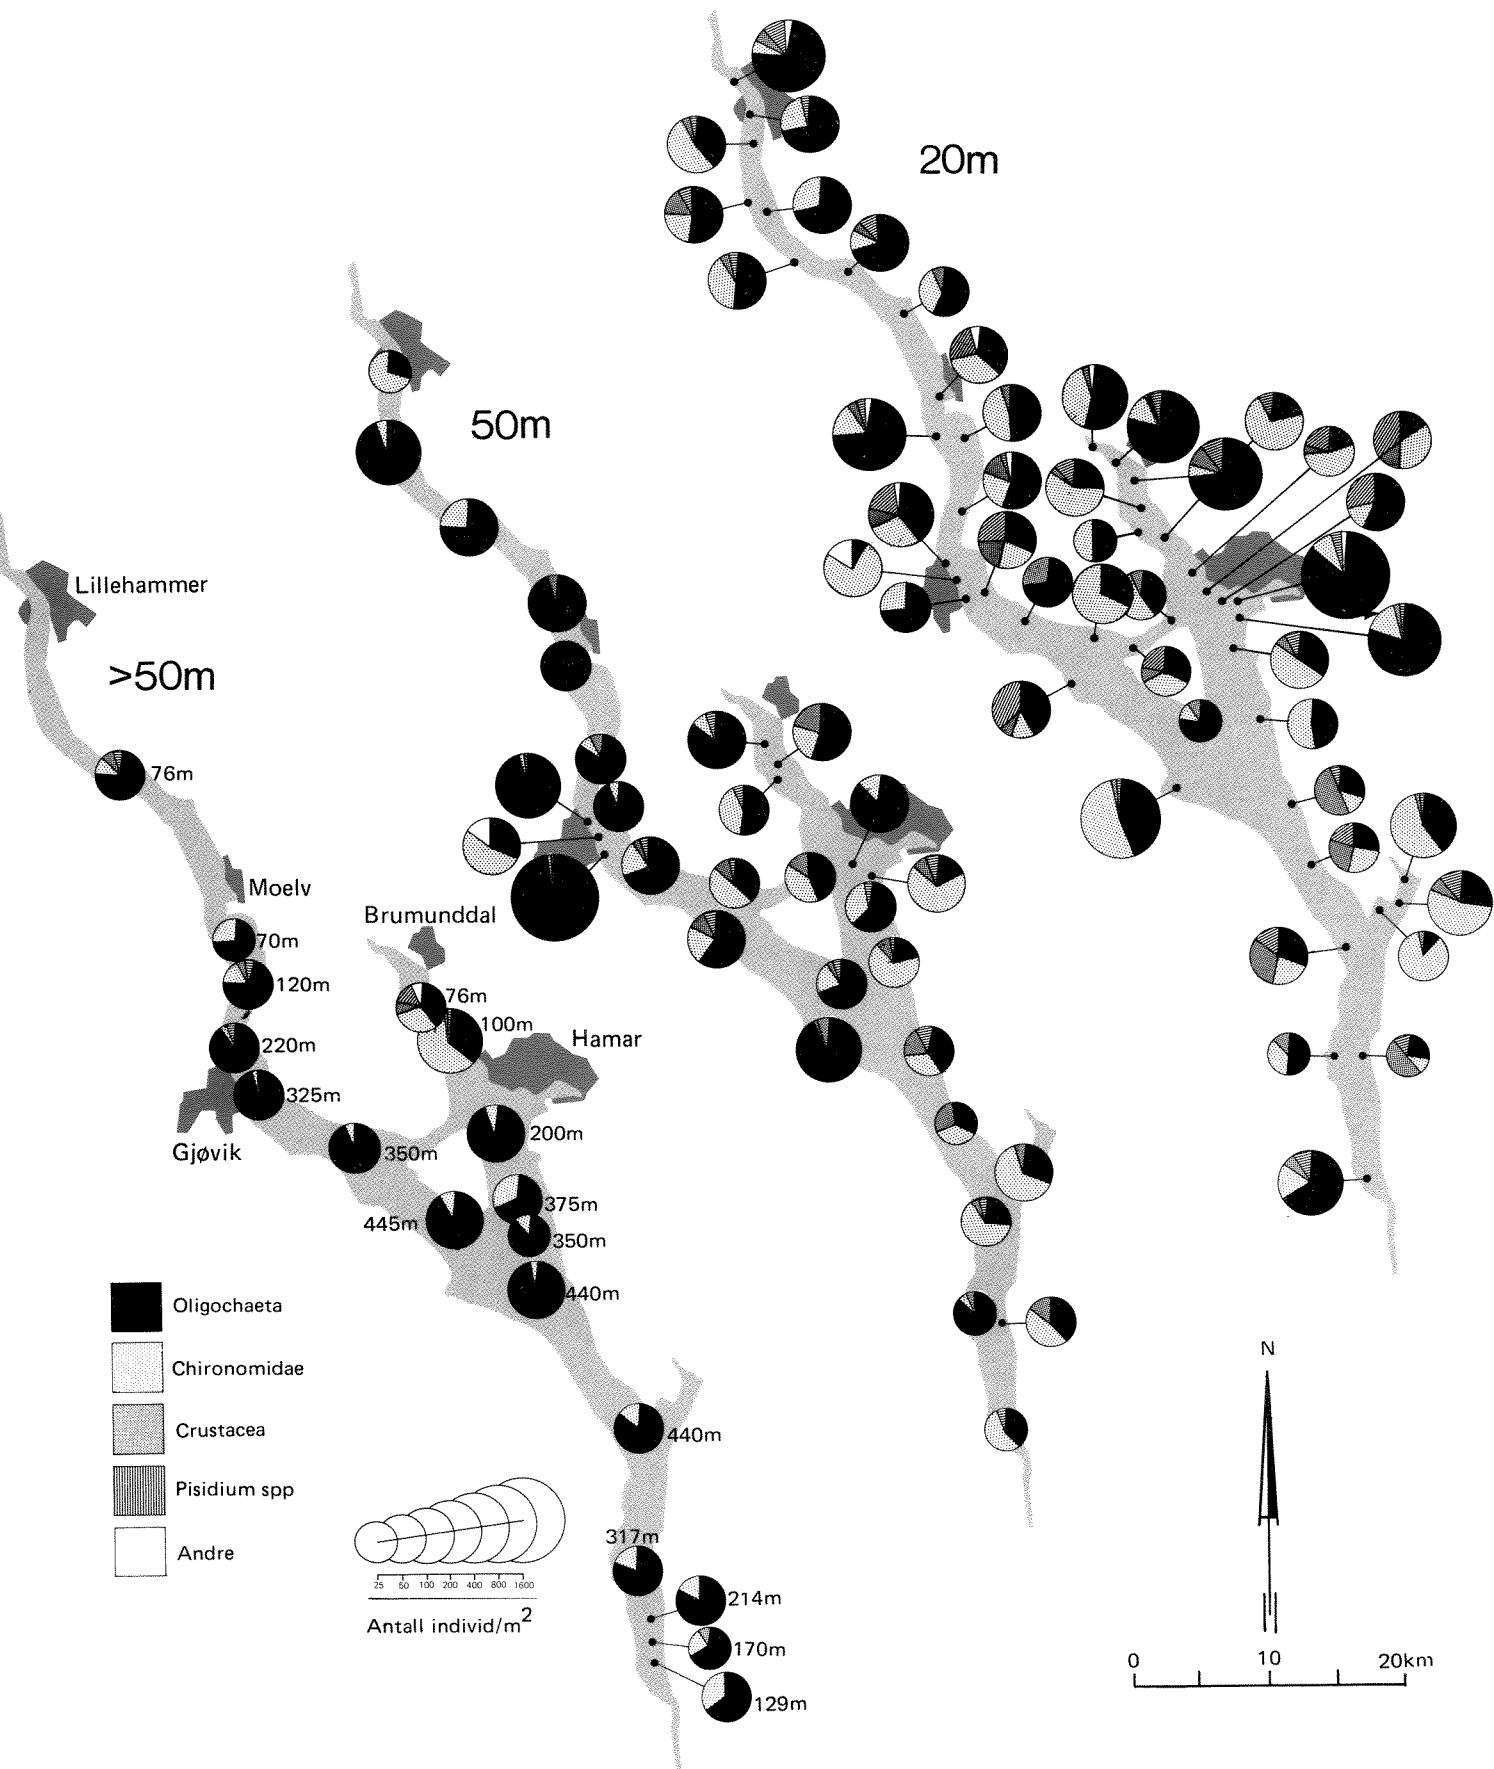 20m
50m
Lillehammer
>50m
76m
Moelv
Brumunddal
70m
120m
76m
100m
Hamar
220m
325m
200m
Gjøvik
350m
375m
445m
350m
440m
Oligochaeta
Chironomidae
Crustacea
Pisidium spp
Andre
440m
317m
25 50 100 200 400 800 1600
Antall individ/m2
214m
170m
129m
N
0 10 20km